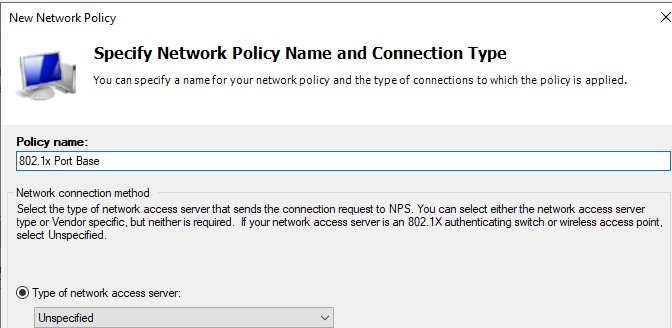 New Network Policy
Specify Network Policy Name and Connection Type
You can specify a name for your network policy and the type of connections to which the policy is applied.
Policy name:
802.1x Port Base
Network connection method
Select the type of network access server that sends the connection request to NPS. You can select either the network access server
type or Vendor specific, but neither is required.  If your network access server is an 802.1X authenticating switch or wireless access point,
select Unspecified.
Type of network access server:
Unspecified